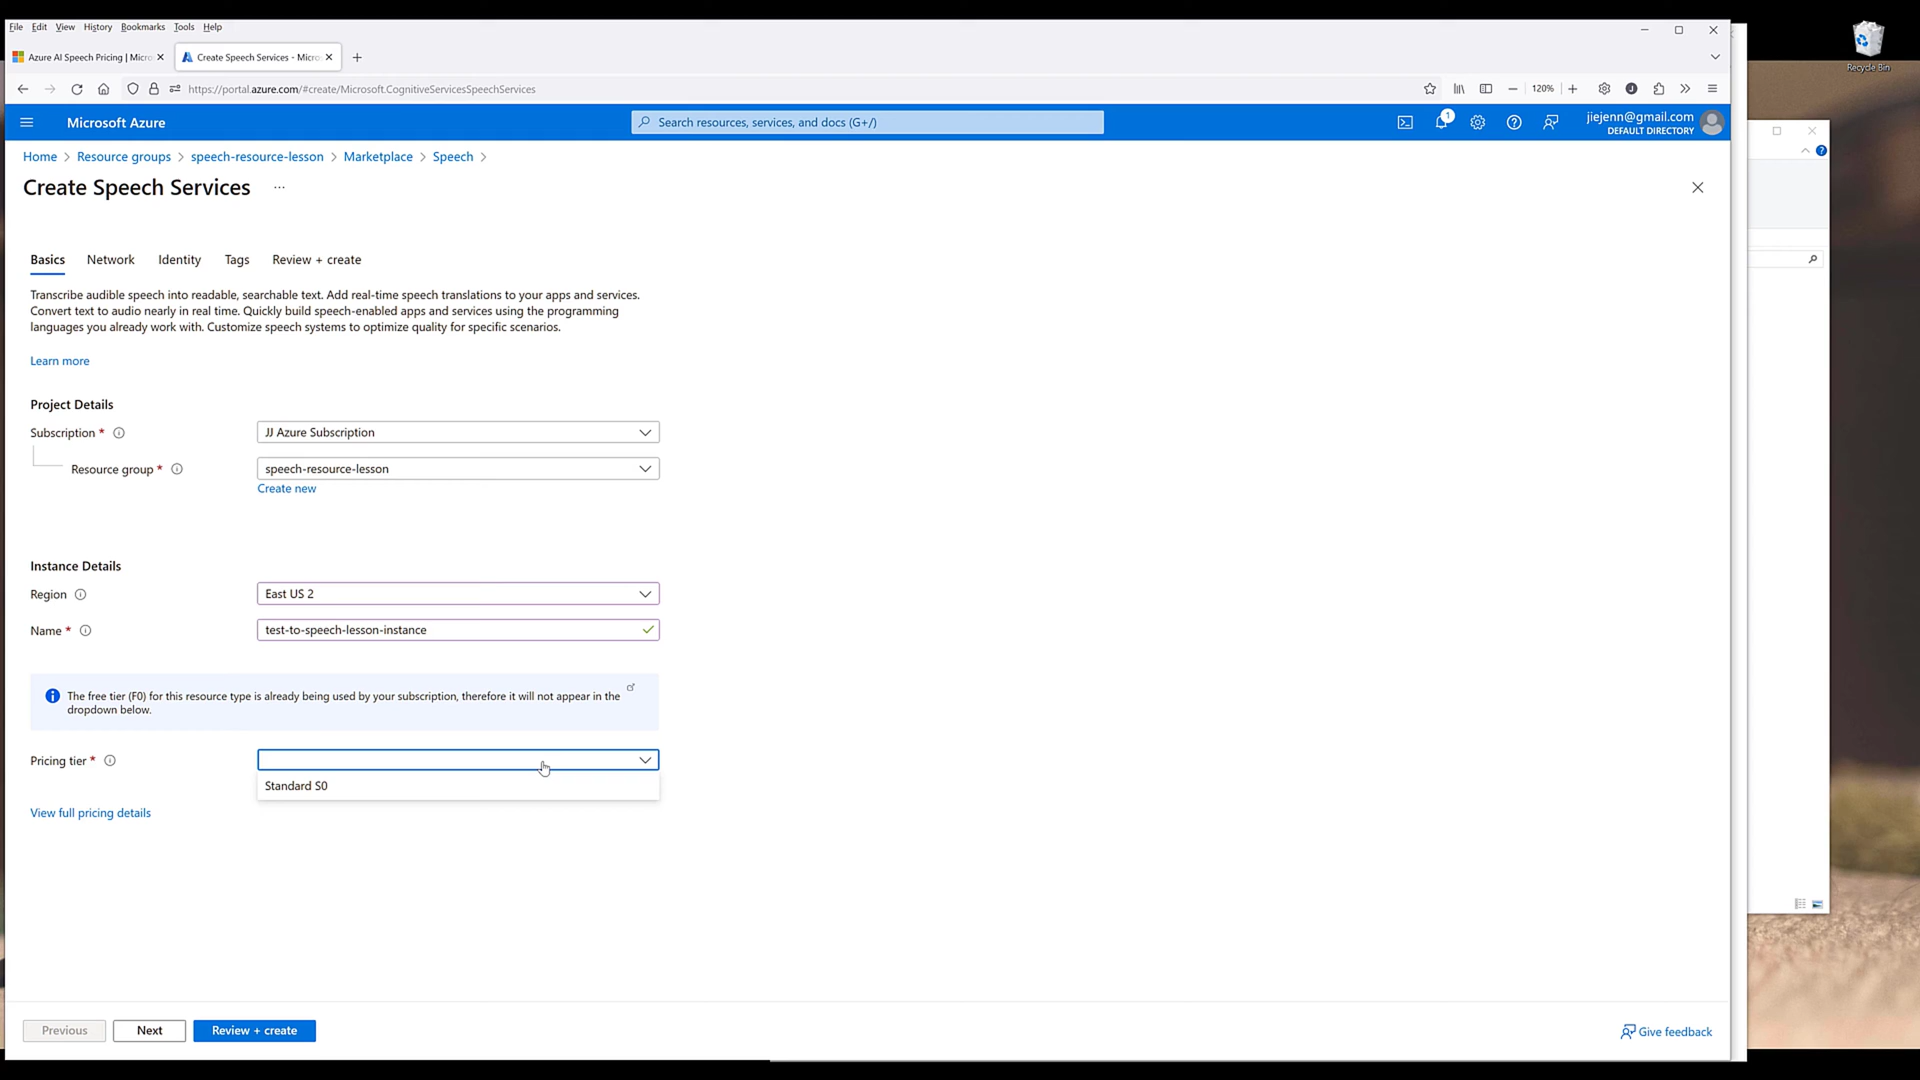 File Edit View History Bookmarks Tools Help
Recycle Bin
Azure AI Speech Pricing | Micro
Create Speech Services - Micro
https://portal.azure.com/#create/Microsoft.CognitiveServicesSpeechServices
120%
Microsoft Azure
Search resources, services, and docs (G+/)
1
jiejenn@gmail.com
DEFAULT DIRECTORY
Home > Resource groups > speech-resource-lesson > Marketplace > Speech >
Create Speech Services ...
Basics Network Identity Tags Review + create
Transcribe audible speech into readable, searchable text. Add real-time speech translations to your apps and services.
Convert text to audio nearly in real time. Quickly build speech-enabled apps and services using the programming
languages you already work with. Customize speech systems to optimize quality for specific scenarios.
Learn more
Project Details
Subscription * JJ Azure Subscription
Resource group * speech-resource-lesson
Create new
Instance Details
Region East US 2
Name * test-to-speech-lesson-instance
The free tier (F0) for this resource type is already being used by your subscription, therefore it will not appear in the
dropdown below.
Pricing tier *
Standard S0
View full pricing details
Previous Next Review + create
Give feedback